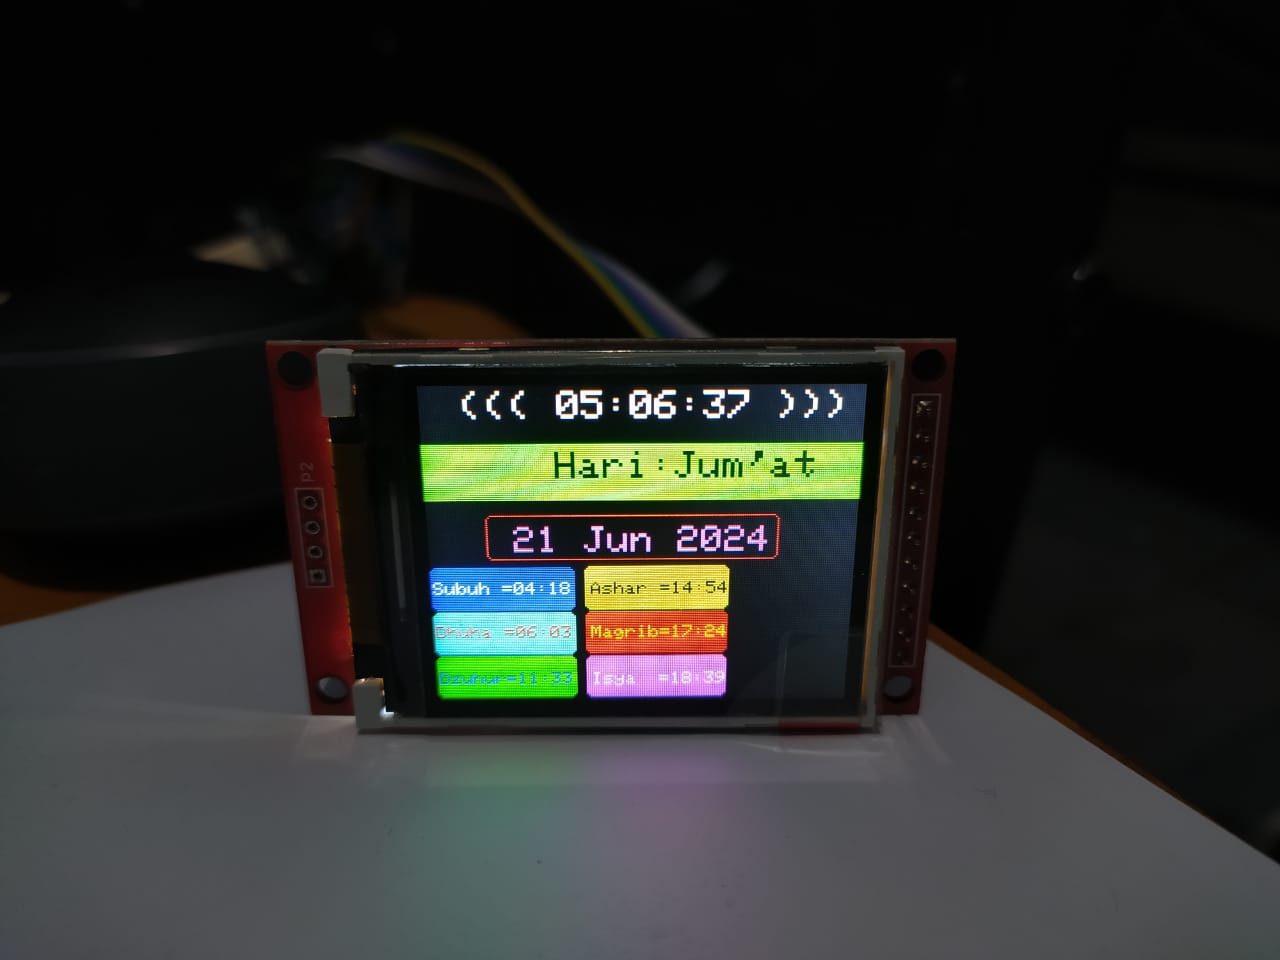 ((( 05:06:37 )))
Hari:Jum'at
21 Jun 2024
Subuh =04:18
Ashar =14:54
Dhuha =06:03
Magrib=17:24
Dzuhur=11:33
Isya =18:39
P2